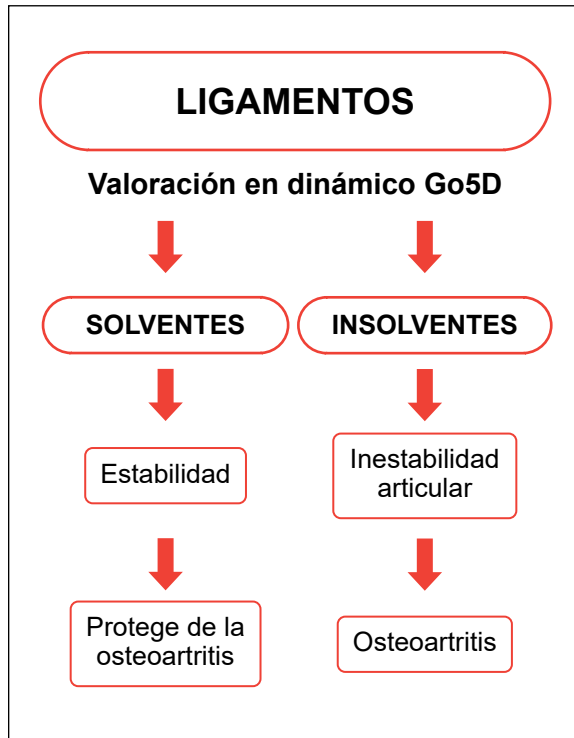 LIGAMENTOS
Valoración en dinámico Go5D
SOLVENTES
INSOLVENTES
Estabilidad
Inestabilidad
articular
Protege de la
osteoartritis
Osteoartritis